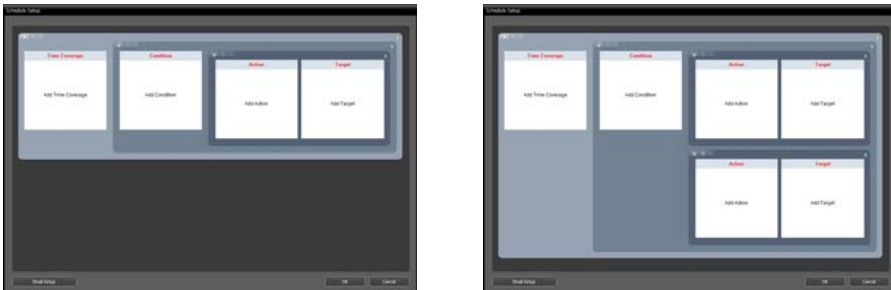 Schedule Setup
Time Coverage
Condition
Action
Target
Add Time Coverage
Add Condition
Add Action
Add Target
Email Setup
OK
Cancel
Schedule Setup
Time Coverage
Condition
Action
Target
Add Time Coverage
Add Condition
Add Action
Add Target
Action
Target
Add Action
Add Target
Email Setup
OK
Cancel